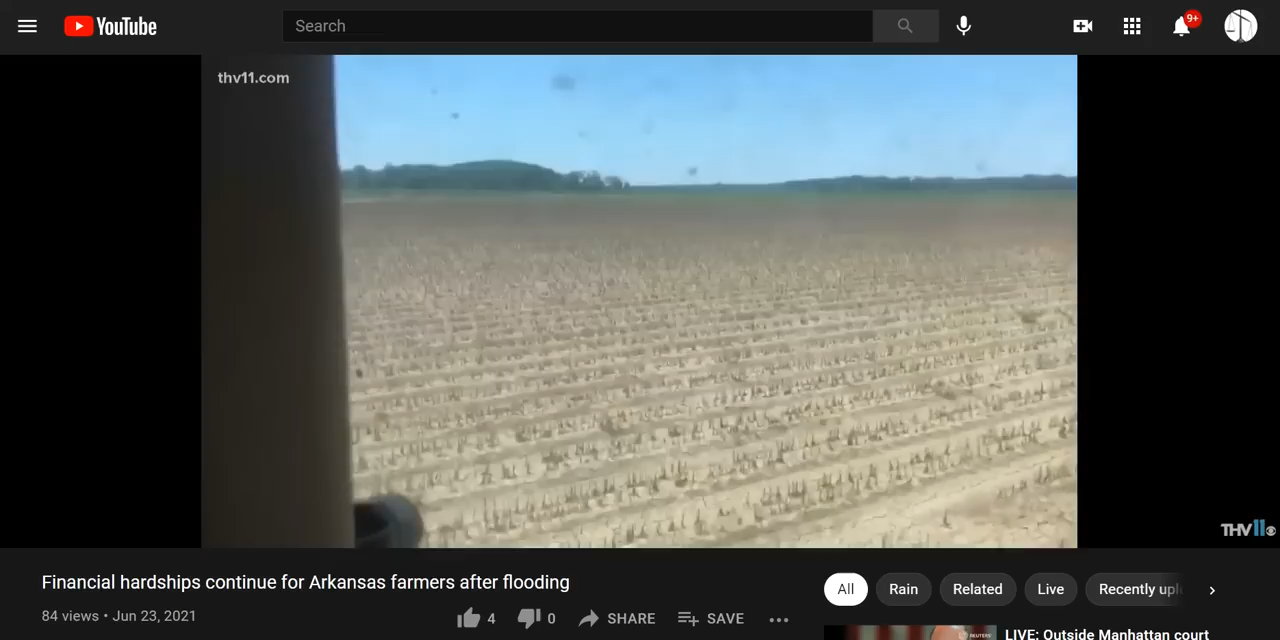 YouTube
Search
9+
thv11.com
THV11
Financial hardships continue for Arkansas farmers after flooding
84 views • Jun 23, 2021
4
0
SHARE
SAVE
All
Rain
Related
Live
Recently
REUTERS
LIVE: Outside Manhattan court